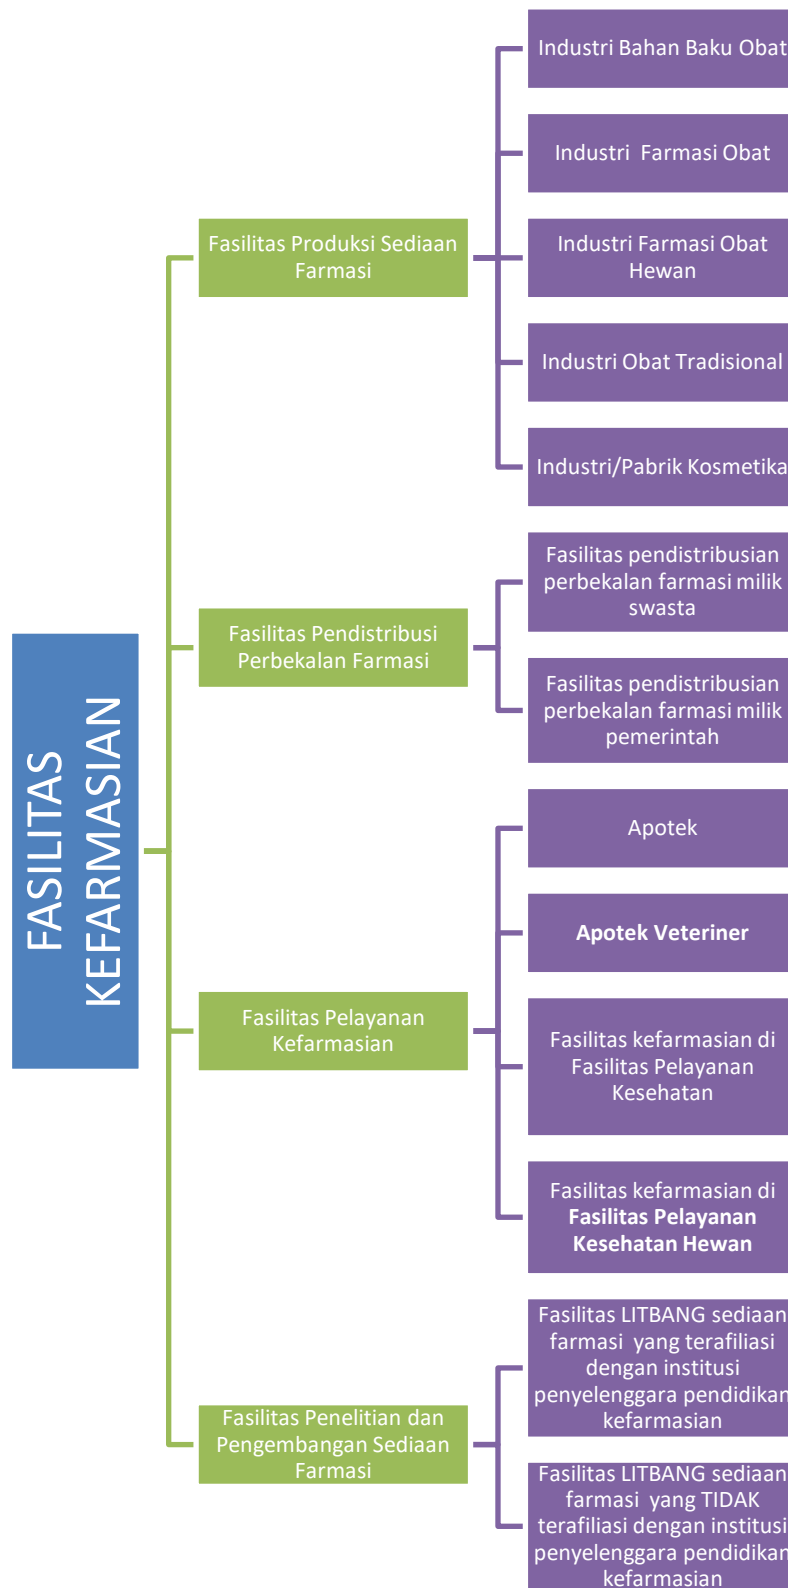 FASILITAS
KEFARMASIAN
Fasilitas Produksi Sediaan
Farmasi
Industri Bahan Baku Obat
Industri Farmasi Obat
Industri Farmasi Obat
Hewan
Industri Obat Tradisional
Industri/Pabrik Kosmetika
Fasilitas Pendistribusi
Perbekalan Farmasi
Fasilitas pendistribusian
perbekalan farmasi milik
swasta
Fasilitas pendistribusian
perbekalan farmasi milik
pemerintah
Fasilitas Pelayanan
Kefarmasian
Apotek
Apotek Veteriner
Fasilitas kefarmasian di
Fasilitas Pelayanan
Kesehatan
Fasilitas kefarmasian di
Fasilitas Pelayanan
Kesehatan Hewan
Fasilitas Penelitian dan
Pengembangan Sediaan
Farmasi
Fasilitas LITBANG sediaan
farmasi yang terafiliasi
dengan institusi
penyelenggara pendidikan
kefarmasian
Fasilitas LITBANG sediaan
farmasi yang TIDAK
terafiliasi dengan institusi
penyelenggara pendidikan
kefarmasian